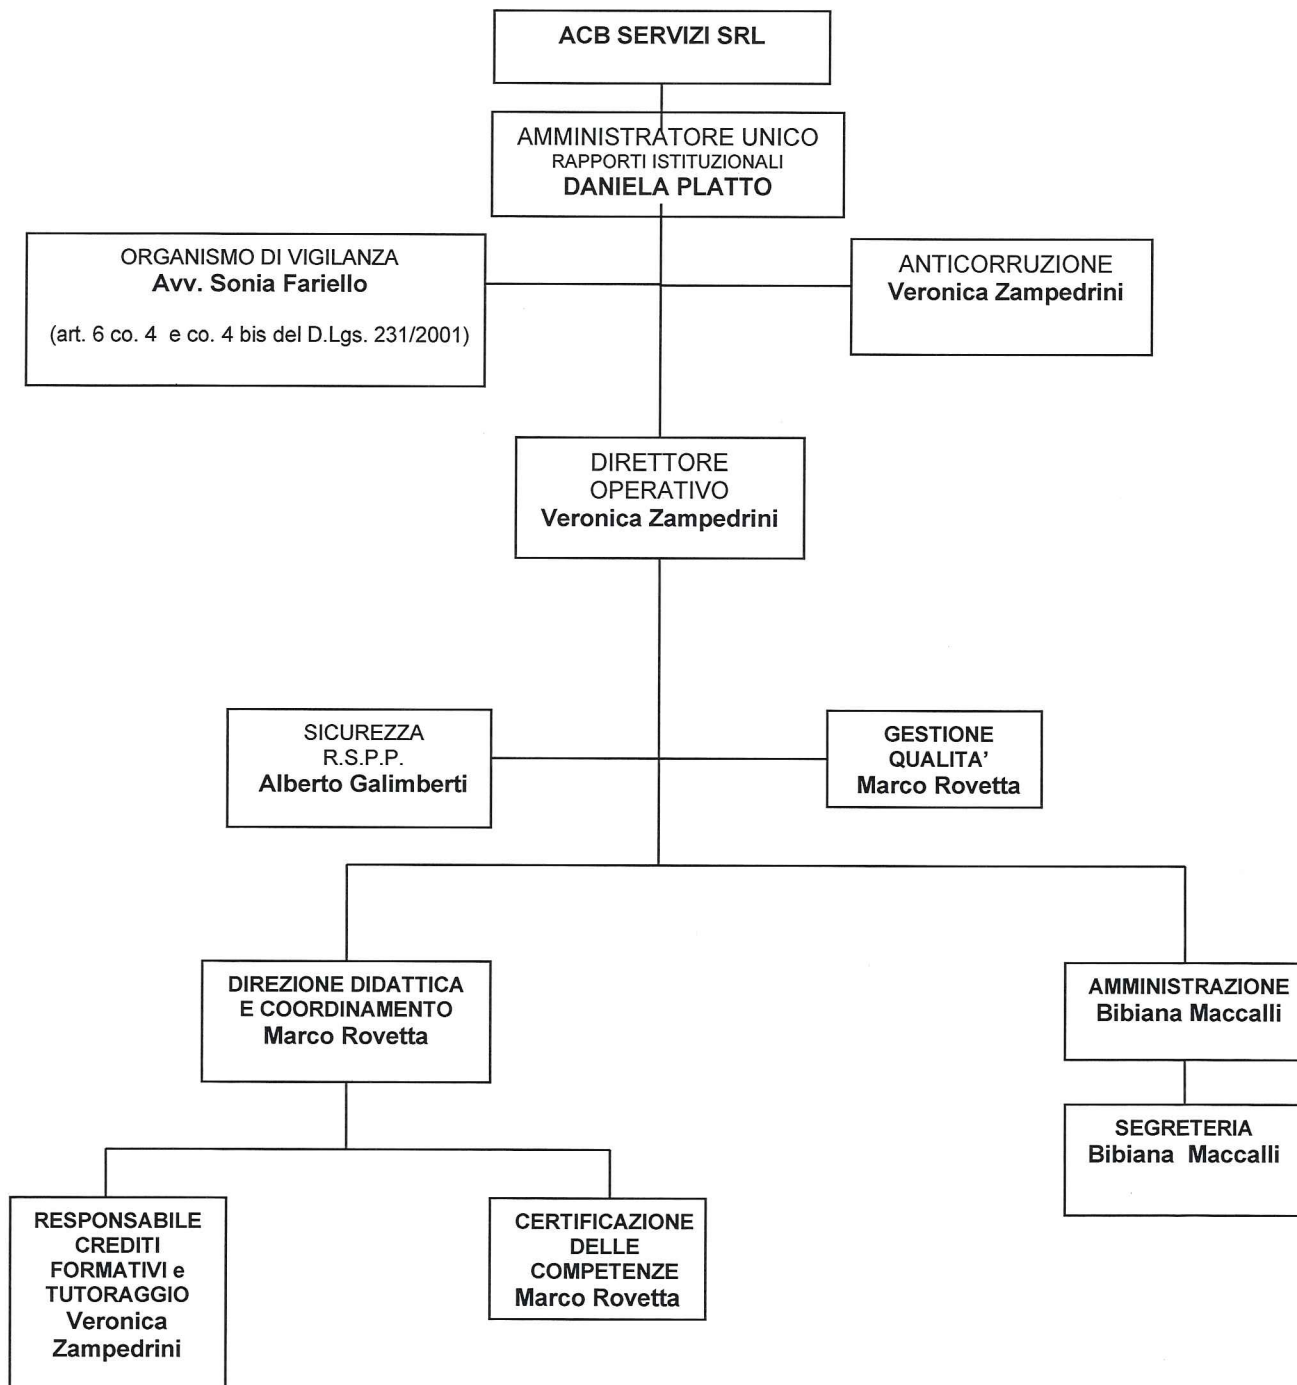 ACB SERVIZI SRL
AMMINISTRATORE UNICO
RAPPORTI ISTITUZIONALI
DANIELA PLATTO
ORGANISMO DI VIGILANZA
Avv. Sonia Fariello
(art. 6 co. 4 e co. 4 bis del D.Lgs. 231/2001)
ANTICORRUZIONE
Veronica Zampedrini
DIRETTORE
OPERATIVO
Veronica Zampedrini
SICUREZZA
R.S.P.P.
Alberto Galimberti
GESTIONE
QUALITA'
Marco Rovetta
DIREZIONE DIDATTICA
E COORDINAMENTO
Marco Rovetta
AMMINISTRAZIONE
Bibiana Maccalli
SEGRETERIA
Bibiana Maccalli
RESPONSABILE
CREDITI
FORMATIVI e
TUTORAGGIO
Veronica
Zampedrini
CERTIFICAZIONE
DELLE
COMPETENZE
Marco Rovetta